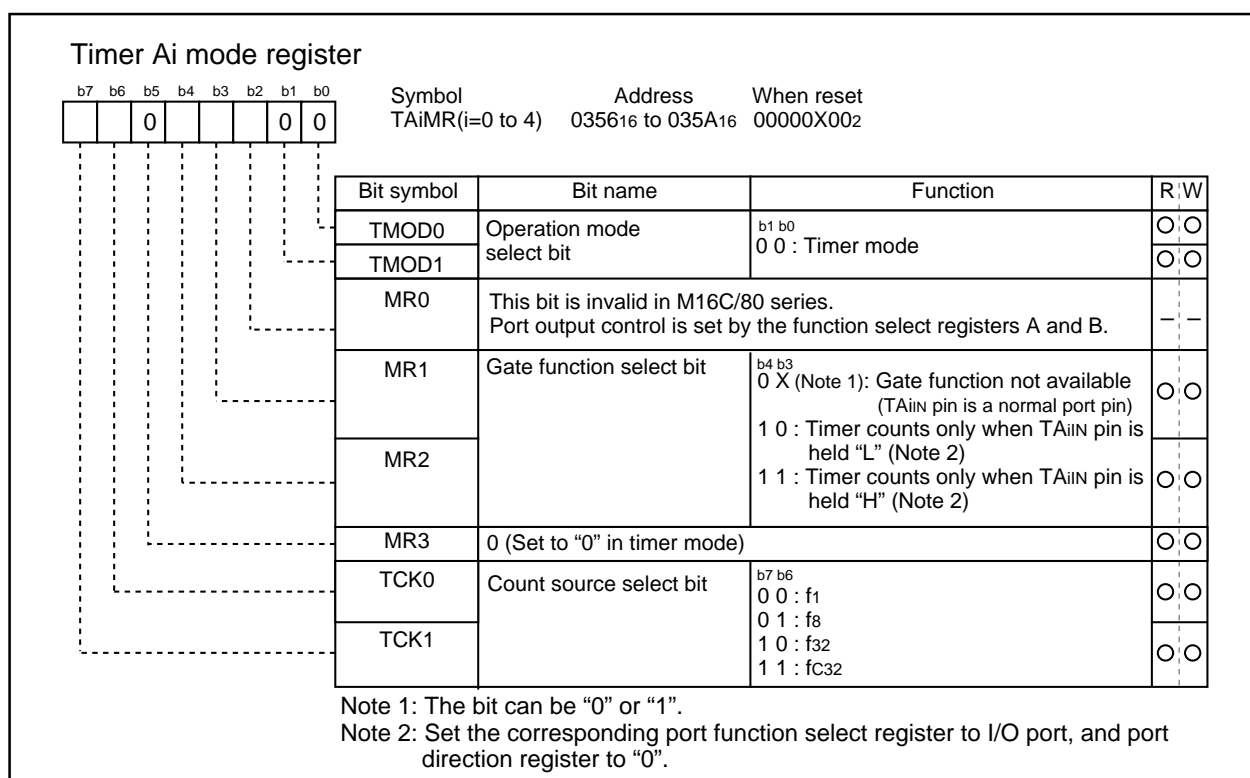 Timer Ai mode register
b7 b6 b5 b4 b3 b2 b1 b0
0 0 0
Symbol Address When reset
TAiMR(i=0 to 4) 035616 to 035A16 00000X002
Bit symbol Bit name Function R W
TMOD0 Operation mode select bit b1 b0
0 0 : Timer mode
TMOD1
MR0 This bit is invalid in M16C/80 series.
Port output control is set by the function select registers A and B.
– –
MR1 Gate function select bit b4 b3
0 X (Note 1): Gate function not available
(TAiIN pin is a normal port pin)
1 0 : Timer counts only when TAiIN pin is
held “L” (Note 2)
MR2
1 1 : Timer counts only when TAiIN pin is
held “H” (Note 2)
MR3 0 (Set to “0” in timer mode)
TCK0 Count source select bit b7 b6
0 0 : f1
0 1 : f8
TCK1
1 0 : f32
1 1 : fC32
Note 1: The bit can be “0” or “1”.
Note 2: Set the corresponding port function select register to I/O port, and port
direction register to “0”.